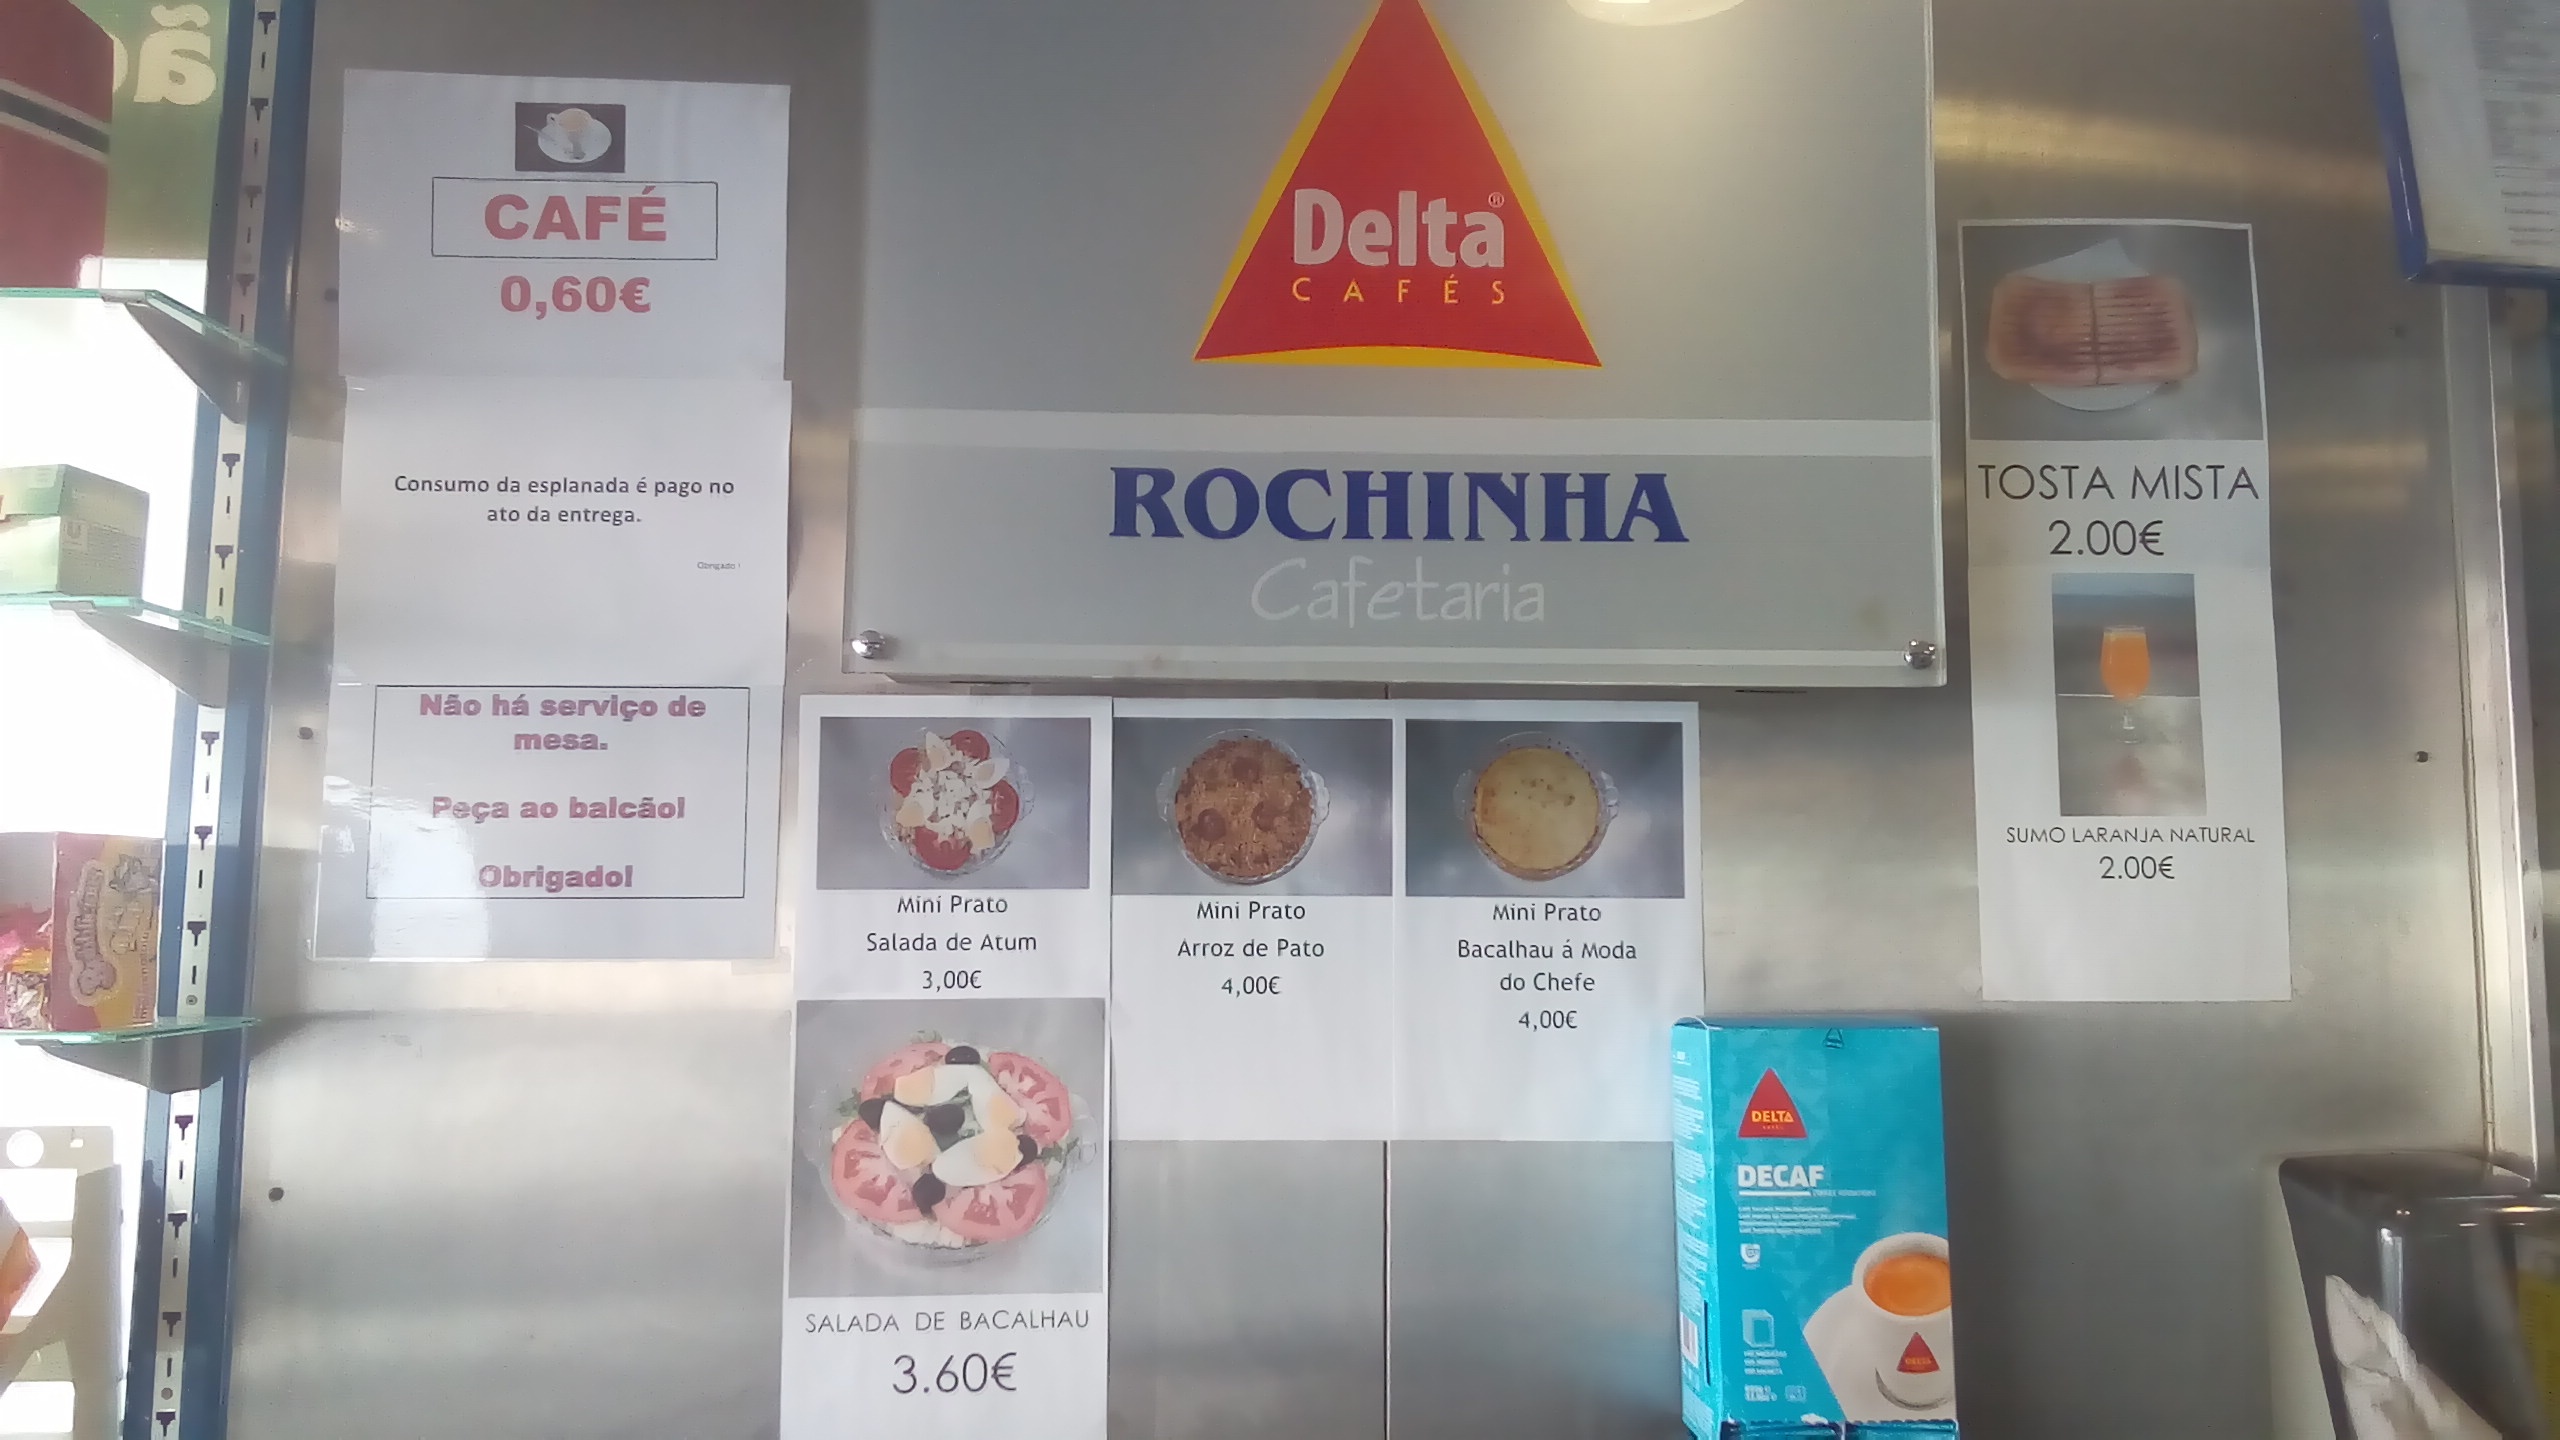 CAFÉ
0,60€
Consumo da esplanada é pago no
ato da entrega.
Obrigado !
Não há serviço de
mesa.
Peça ao balcão!
Obrigado!
Delta®
CAFÉS
ROCHINHA
Cafetaria
Mini Prato
Salada de Atum
3,00€
SALADA DE BACALHAU
3.60€
Mini Prato
Arroz de Pato
4,00€
Mini Prato
Bacalhau á Moda
do Chefe
4,00€
TOSTA MISTA
2.00€
SUMO LARANJA NATURAL
2.00€
DELTA
DECAF
DELTA